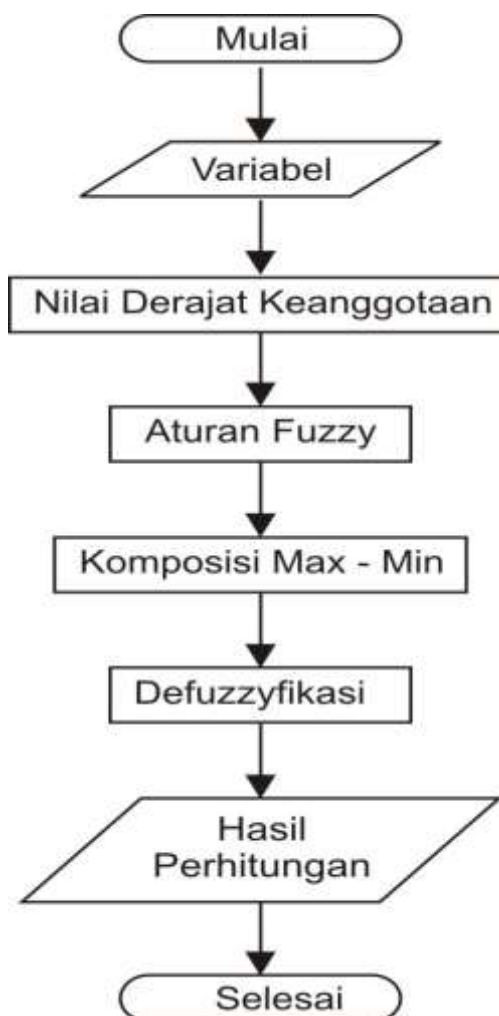 Mulai
Variabel
Nilai Derajat Keanggotaan
Aturan Fuzzy
Komposisi Max - Min
Defuzzyfikasi
Hasil
Perhitungan
Selesai